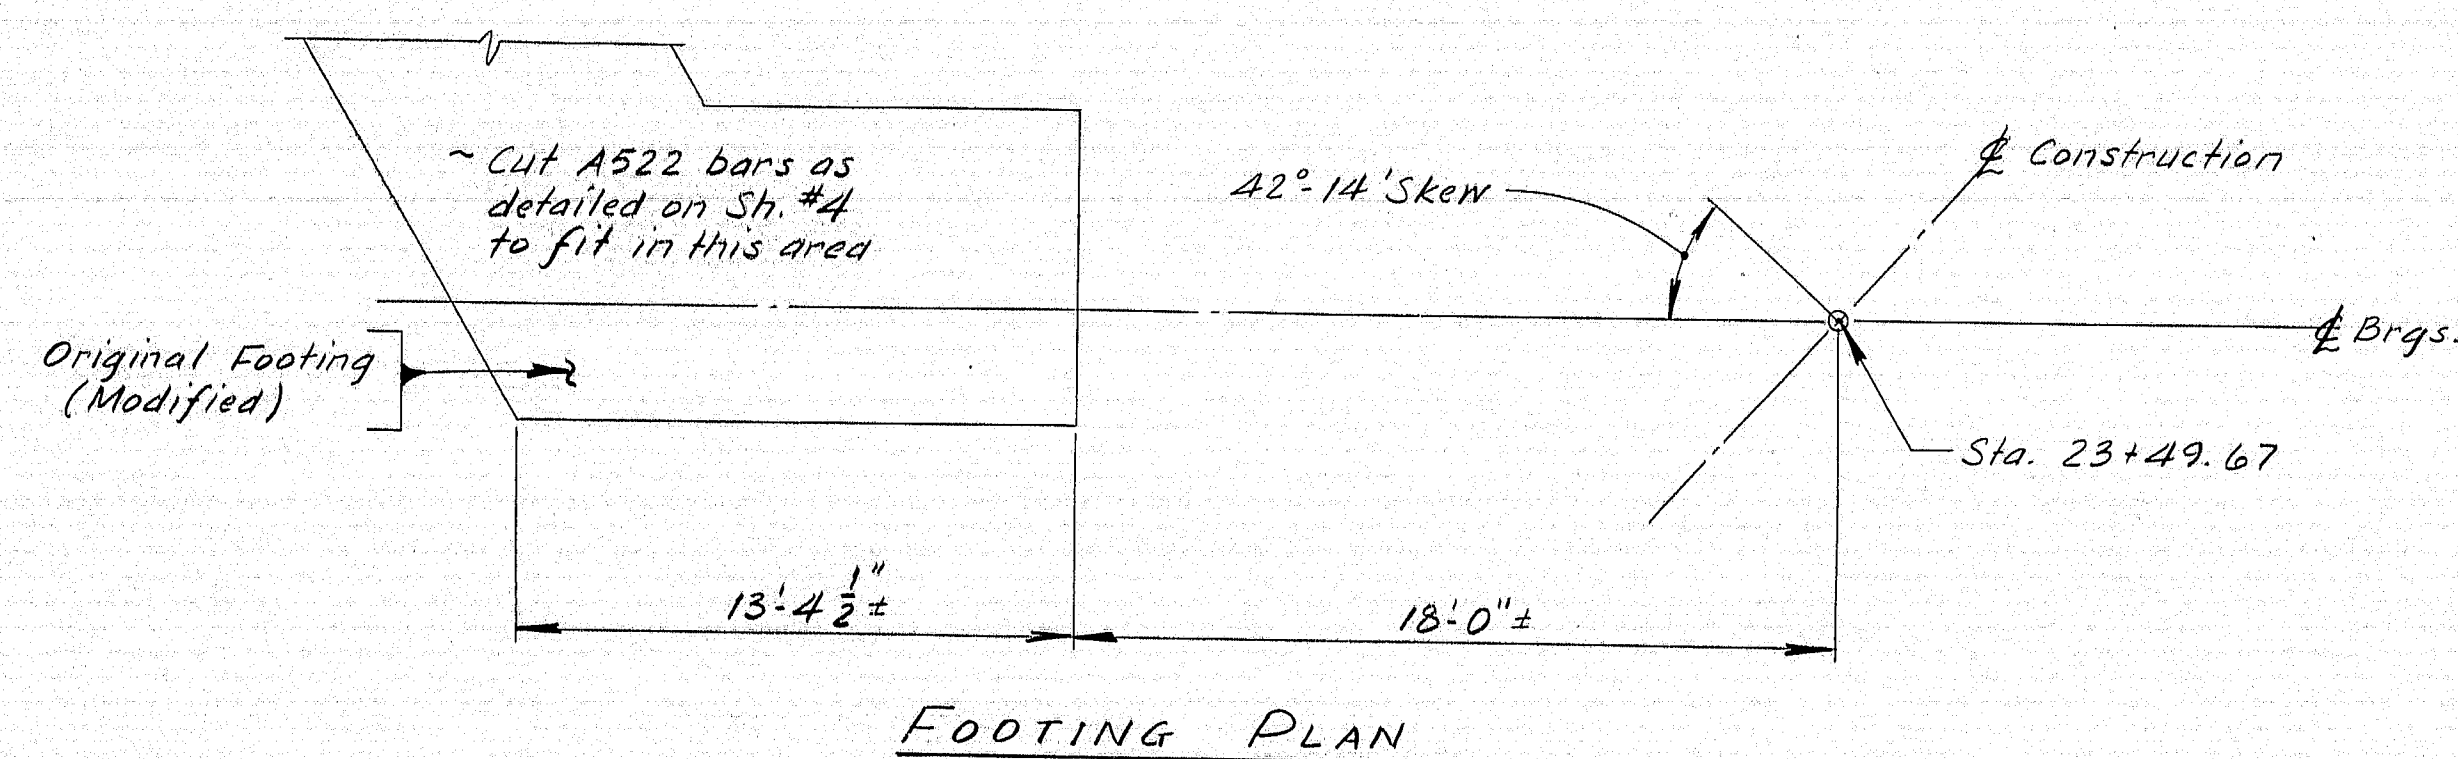 ~ Cut A522 bars as
detailed on Sh. #4
to fit in this area
42°-14' Skew
℄ Construction
Original Footing
(Modified)
℄ Brgs.
Sta. 23+49.67
13'-4 1/2" ±
18'-0" ±
FOOTING PLAN